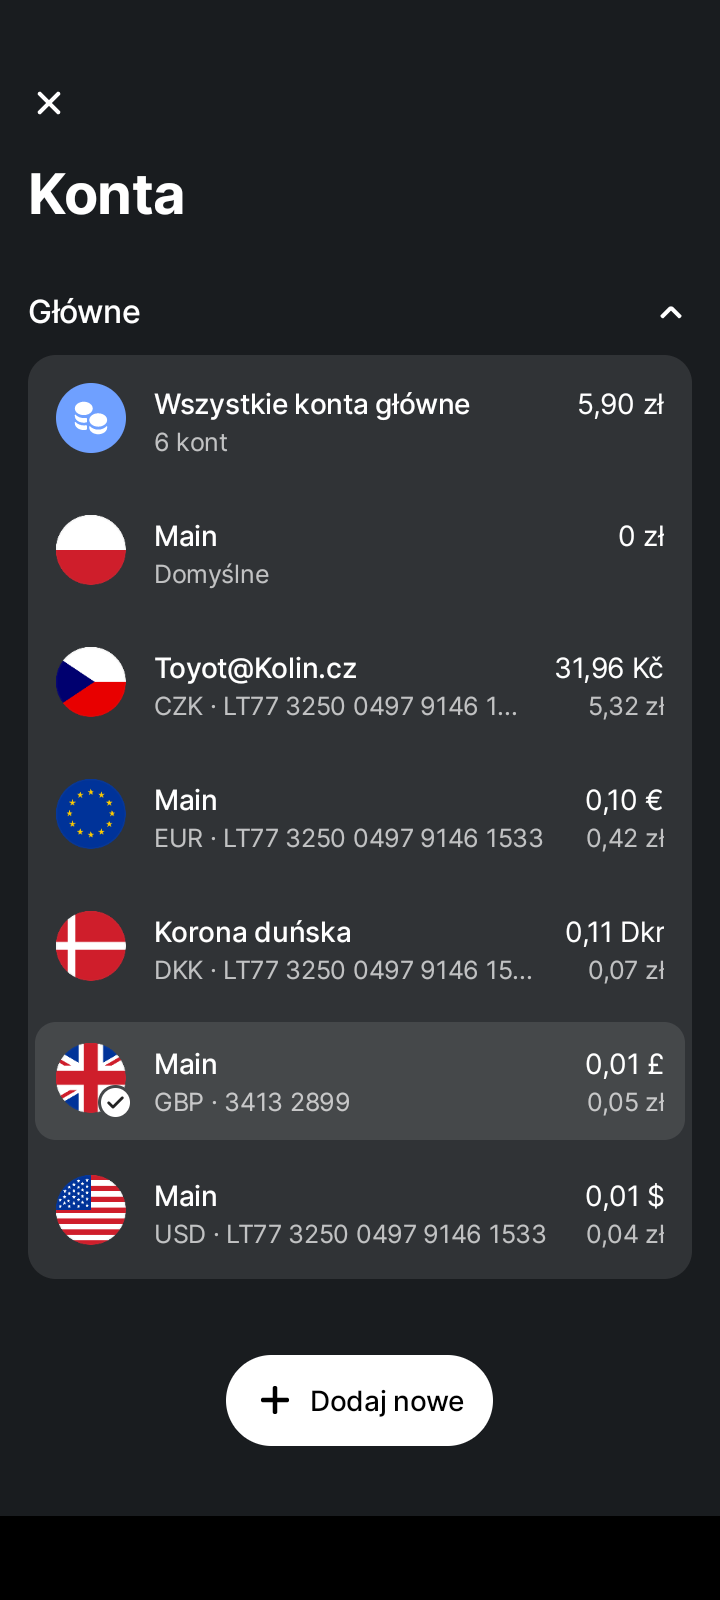 Konta
Główne
Wszystkie konta główne 5,90 zł
6 kont
Main 0 zł
Domyślne
Toyot@Kolin.cz 31,96 Kč
CZK · LT77 3250 0497 9146 1... 5,32 zł
Main 0,10 €
EUR · LT77 3250 0497 9146 1533 0,42 zł
Korona duńska 0,11 Dkr
DKK · LT77 3250 0497 9146 15... 0,07 zł
Main 0,01 £
GBP · 3413 2899 0,05 zł
Main 0,01 $
USD · LT77 3250 0497 9146 1533 0,04 zł
Dodaj nowe